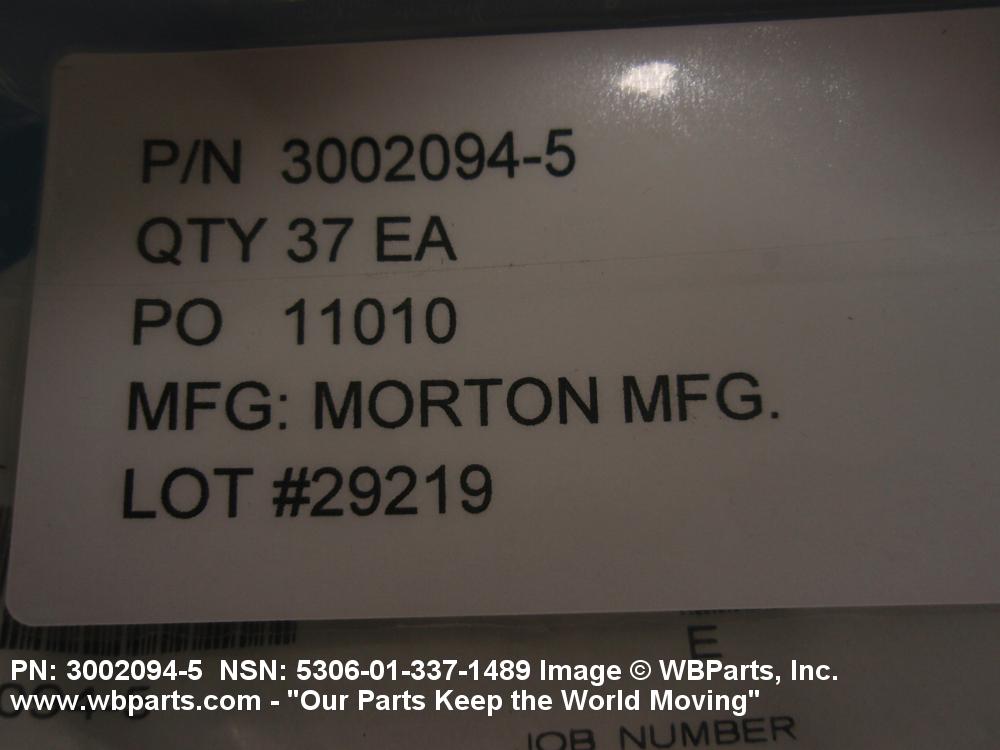 P/N 3002094-5
QTY 37 EA
PO 11010
MFG: MORTON MFG.
LOT #29219
E
PN: 3002094-5 NSN: 5306-01-337-1489 Image © WBParts, Inc.
www.wbparts.com - "Our Parts Keep the World Moving"
JOB NUMBER